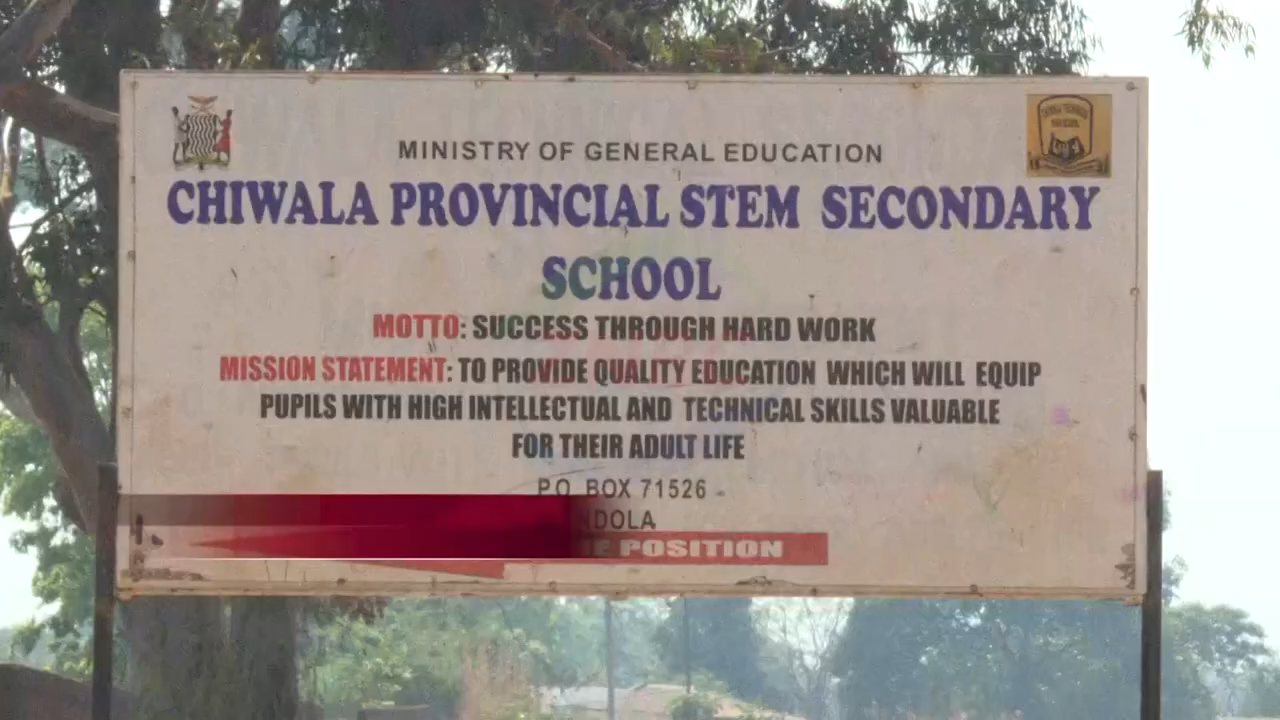 MINISTRY OF GENERAL EDUCATION
CHIWALA PROVINCIAL STEM SECONDARY
SCHOOL
MOTTO: SUCCESS THROUGH HARD WORK
MISSION STATEMENT: TO PROVIDE QUALITY EDUCATION WHICH WILL EQUIP
PUPILS WITH HIGH INTELLECTUAL AND TECHNICAL SKILLS VALUABLE
FOR THEIR ADULT LIFE
P.O. BOX 71526
NDOLA
POSITION